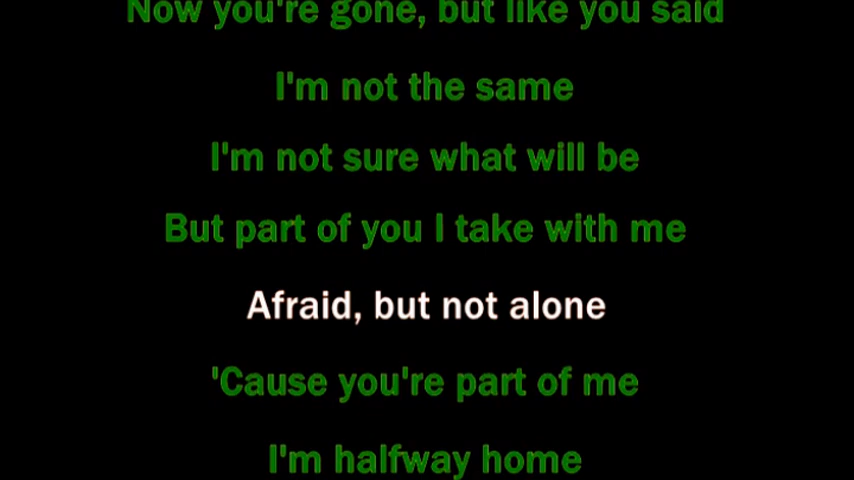 Now you're gone, but like you said
I'm not the same
I'm not sure what will be
But part of you I take with me
Afraid, but not alone
'Cause you're part of me
I'm halfway home